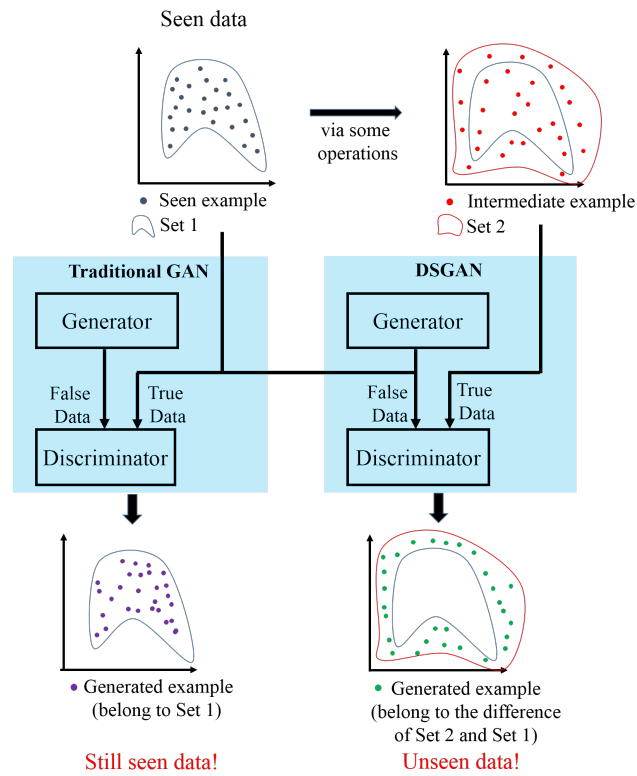 Seen data
via some
operations
Seen example
Set 1
Intermediate example
Set 2
Traditional GAN
Generator
False
Data
True
Data
Discriminator
DSGAN
Generator
False
Data
True
Data
Discriminator
Generated example
(belong to Set 1)
Still seen data!
Generated example
(belong to the difference
of Set 2 and Set 1)
Unseen data!